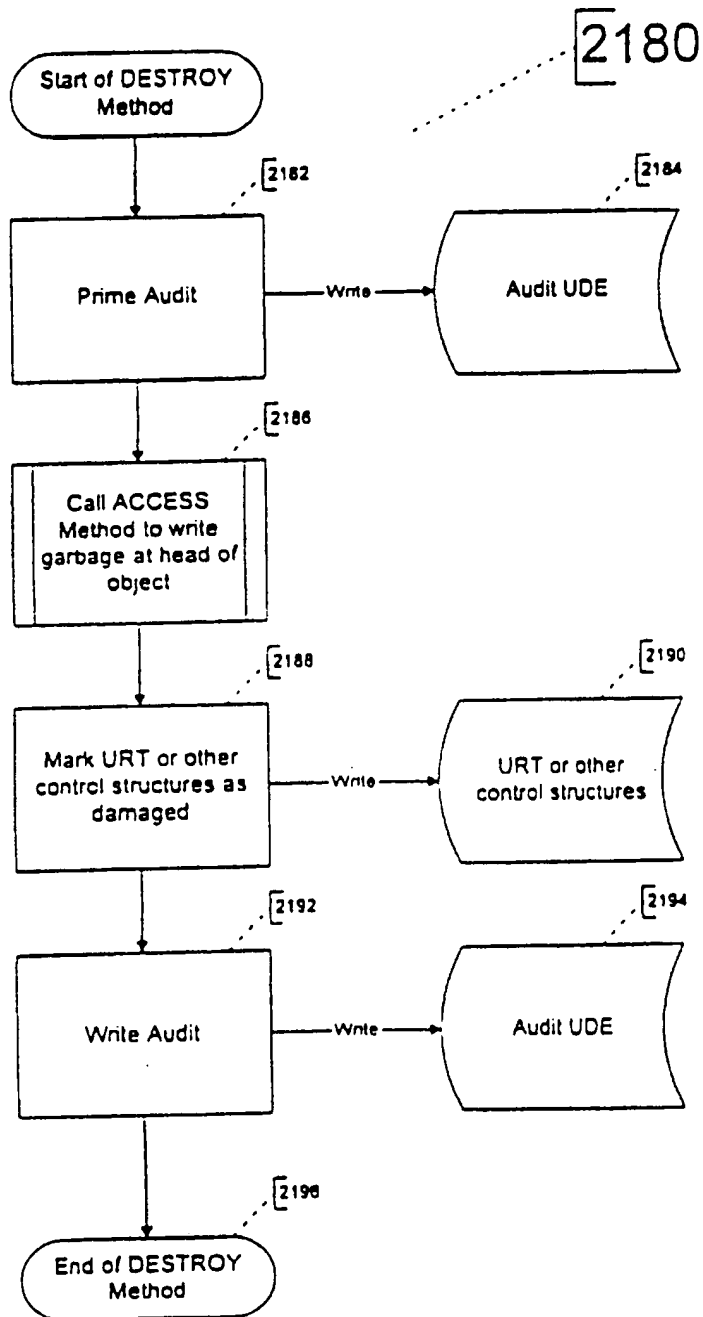 2180
Start of DESTROY
Method
2182
2184
Prime Audit
Write
Audit UDE
2186
Call ACCESS
Method to write
garbage at head of
object
2188
2190
Mark URT or other
control structures as
damaged
Write
URT or other
control structures
2192
2194
Write Audit
Write
Audit UDE
2196
End of DESTROY
Method